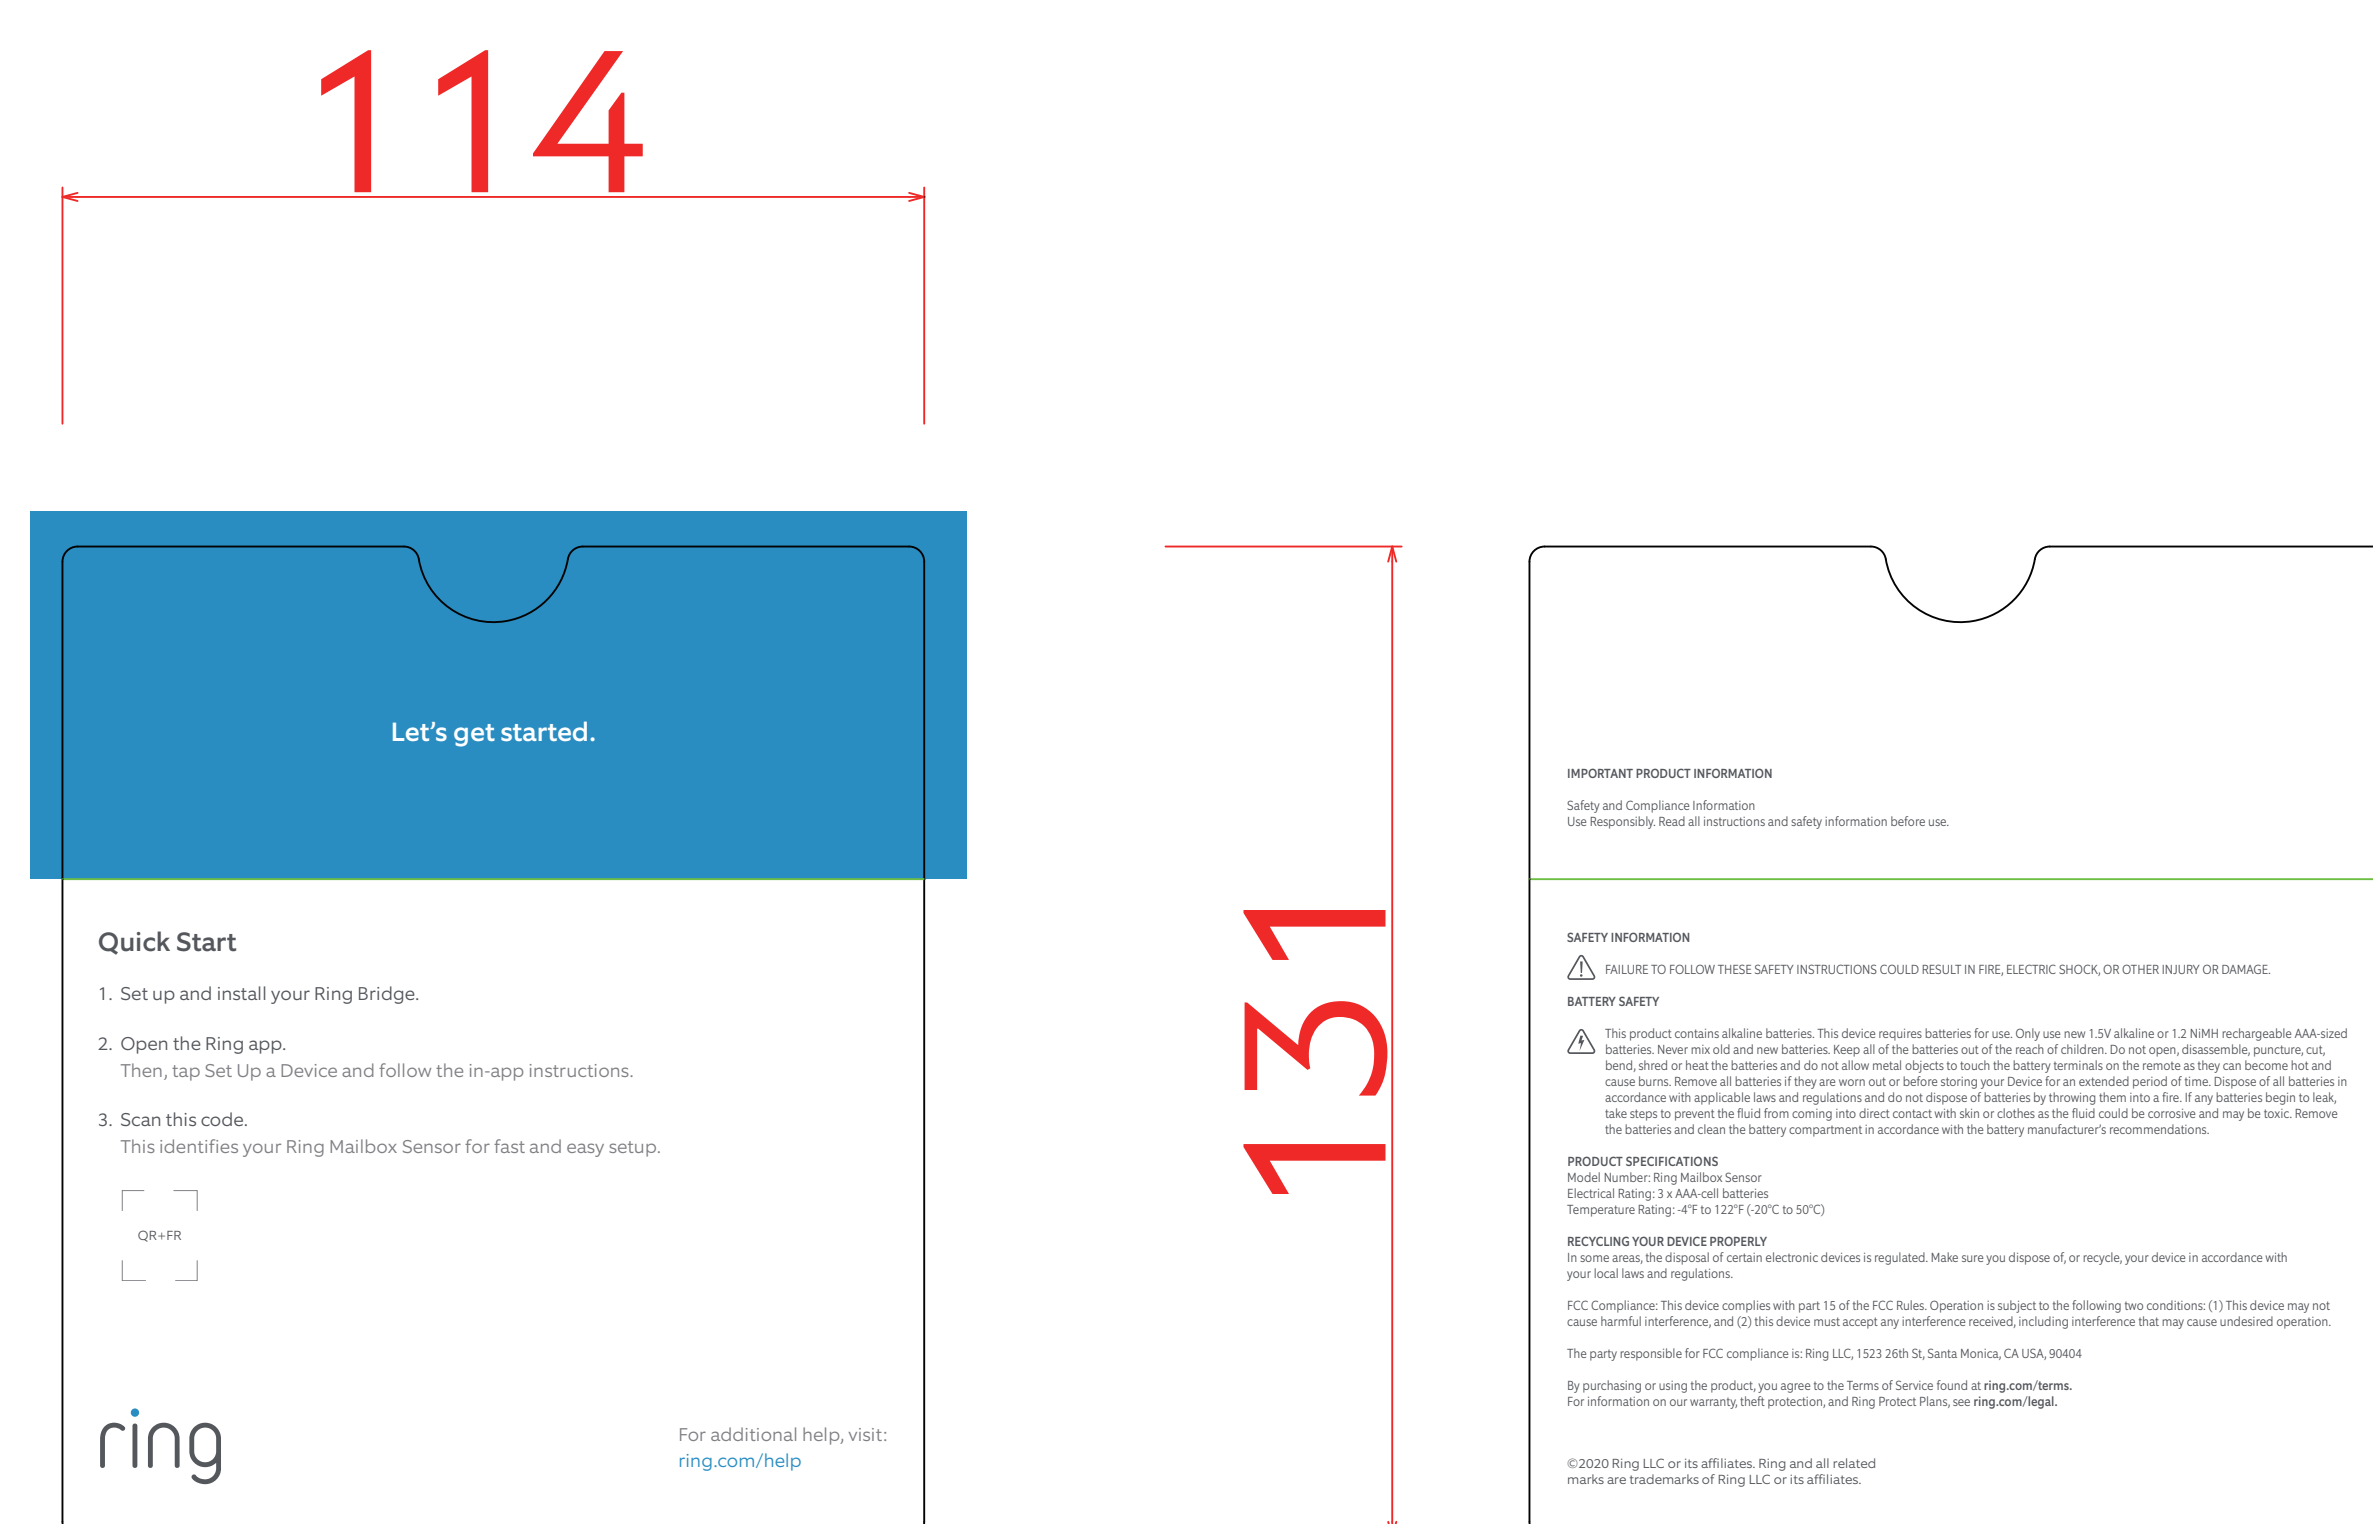 114
Let’s get started.
Quick Start
1. Set up and install your Ring Bridge.
2. Open the Ring app.
Then, tap Set Up a Device and follow the in-app instructions.
3. Scan this code.
This identifies your Ring Mailbox Sensor for fast and easy setup.
QR+FR
ring
For additional help, visit:
ring.com/help
131
IMPORTANT PRODUCT INFORMATION
Safety and Compliance Information
Use Responsibly. Read all instructions and safety information before use.
SAFETY INFORMATION
FAILURE TO FOLLOW THESE SAFETY INSTRUCTIONS COULD RESULT IN FIRE, ELECTRIC SHOCK, OR OTHER INJURY OR DAMAGE.
BATTERY SAFETY
This product contains alkaline batteries. This device requires batteries for use. Only use new 1.5V alkaline or 1.2 NiMH rechargeable AAA-sized
batteries. Never mix old and new batteries. Keep all of the batteries out of the reach of children. Do not open, disassemble, puncture, cut,
bend, shred or heat the batteries and do not allow metal objects to touch the battery terminals on the remote as they can become hot and
cause burns. Remove all batteries if they are worn out or before storing your Device for an extended period of time. Dispose of all batteries in
accordance with applicable laws and regulations and do not dispose of batteries by throwing them into a fire. If any batteries begin to leak,
take steps to prevent the fluid from coming into direct contact with skin or clothes as the fluid could be corrosive and may be toxic. Remove
the batteries and clean the battery compartment in accordance with the battery manufacturer’s recommendations.
PRODUCT SPECIFICATIONS
Model Number: Ring Mailbox Sensor
Electrical Rating: 3 x AAA-cell batteries
Temperature Rating: -4°F to 122°F (-20°C to 50°C)
RECYCLING YOUR DEVICE PROPERLY
In some areas, the disposal of certain electronic devices is regulated. Make sure you dispose of, or recycle, your device in accordance with
your local laws and regulations.
FCC Compliance: This device complies with part 15 of the FCC Rules. Operation is subject to the following two conditions: (1) This device may not
cause harmful interference, and (2) this device must accept any interference received, including interference that may cause undesired operation.
The party responsible for FCC compliance is: Ring LLC, 1523 26th St, Santa Monica, CA USA, 90404
By purchasing or using the product, you agree to the Terms of Service found at ring.com/terms.
For information on our warranty, theft protection, and Ring Protect Plans, see ring.com/legal.
©2020 Ring LLC or its affiliates. Ring and all related
marks are trademarks of Ring LLC or its affiliates.